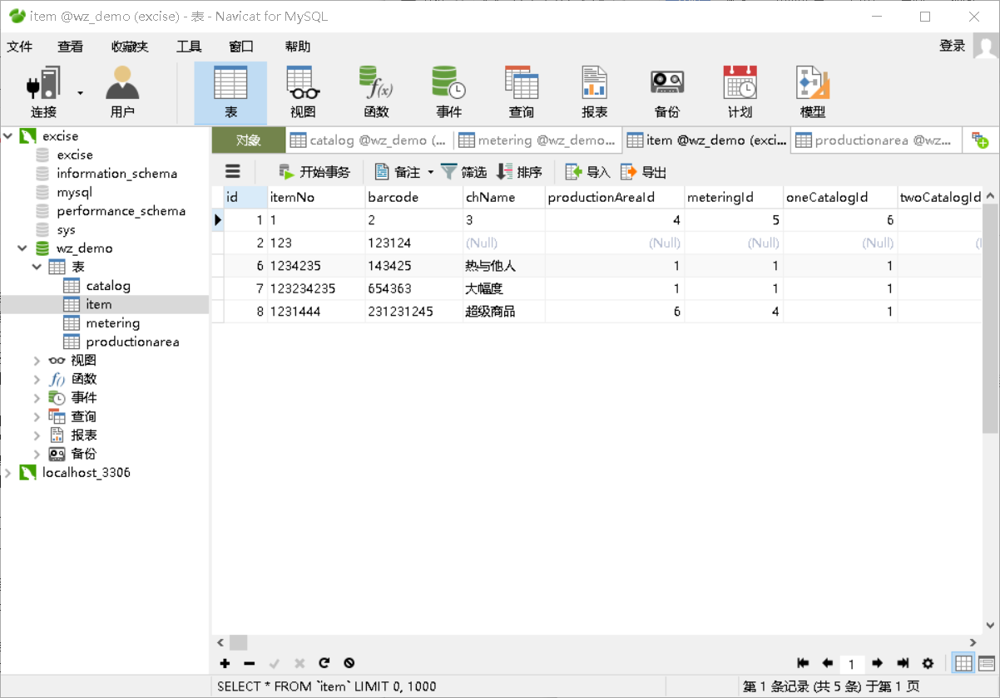 item @wz_demo (excise) - 表 - Navicat for MySQL
文件 查看 收藏夹 工具 窗口 帮助 登录
连接 用户 表 视图 函数 事件 查询 报表 备份 计划 模型
excise
excise
information_schema
mysql
performance_schema
sys
wz_demo
表
catalog
item
metering
productionarea
视图
函数
事件
查询
报表
备份
localhost_3306
对象 catalog @wz_demo (... metering @wz_demo... item @wz_demo (exci... productionarea @wz...
开始事务 备注 筛选 排序 导入 导出
id itemNo barcode chName productionAreaId meteringId oneCatalogId twoCatalogId
1 1 2 3 4 5 6
2 123 123124 (Null) (Null) (Null) (Null)
6 1234235 143425 热与他人 1 1 1
7 123234235 654363 大幅度 1 1 1
8 1231444 231231245 超级商品 6 4 1
1
SELECT * FROM `item` LIMIT 0, 1000 第 1 条记录 (共 5 条) 于第 1 页